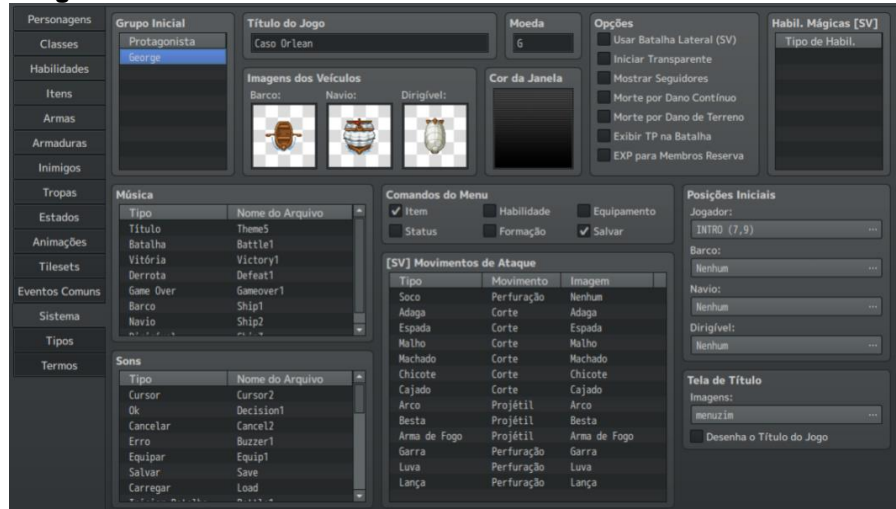 Personagens
Classes
Habilidades
Itens
Armas
Armaduras
Inimigos
Tropas
Estados
Animações
Tilesets
Eventos Comuns
Sistema
Tipos
Termos
Grupo Inicial
Protagonista
George
Título do Jogo
Caso Orlean
Moeda
G
Imagens dos Veículos
Barco: Navio: Dirigível:
Cor da Janela
Opções
Usar Batalha Lateral (SV)
Iniciar Transparente
Mostrar Seguidores
Morte por Dano Contínuo
Morte por Dano de Terreno
Exibir TP na Batalha
EXP para Membros Reserva
Habil. Mágicas [SV]
Tipo de Habil.
Música
Tipo Nome do Arquivo
Título Theme5
Batalha Battle1
Vitória Victory1
Derrota Defeat1
Game Over Gameover1
Barco Ship1
Navio Ship2
Sons
Tipo Nome do Arquivo
Cursor Cursor2
Ok Decision1
Cancelar Cancel2
Erro Buzzer1
Equipar Equip1
Salvar Save
Carregar Load
Comandos do Menu
Item Habilidade Equipamento
Status Formação Salvar
[SV] Movimentos de Ataque
Tipo Movimento Imagem
Soco Perfuração Nenhum
Adaga Corte Adaga
Espada Corte Espada
Malho Corte Malho
Machado Corte Machado
Chicote Corte Chicote
Cajado Corte Cajado
Arco Projétil Arco
Besta Projétil Besta
Arma de Fogo Projétil Arma de Fogo
Garra Perfuração Garra
Luva Perfuração Luva
Lança Perfuração Lança
Posições Iniciais
Jogador:
INTRO (7,9) ...
Barco:
Nenhum ...
Navio:
Nenhum ...
Dirigível:
Nenhum ...
Tela de Título
Imagens:
menuzim ...
Desenha o Título do Jogo